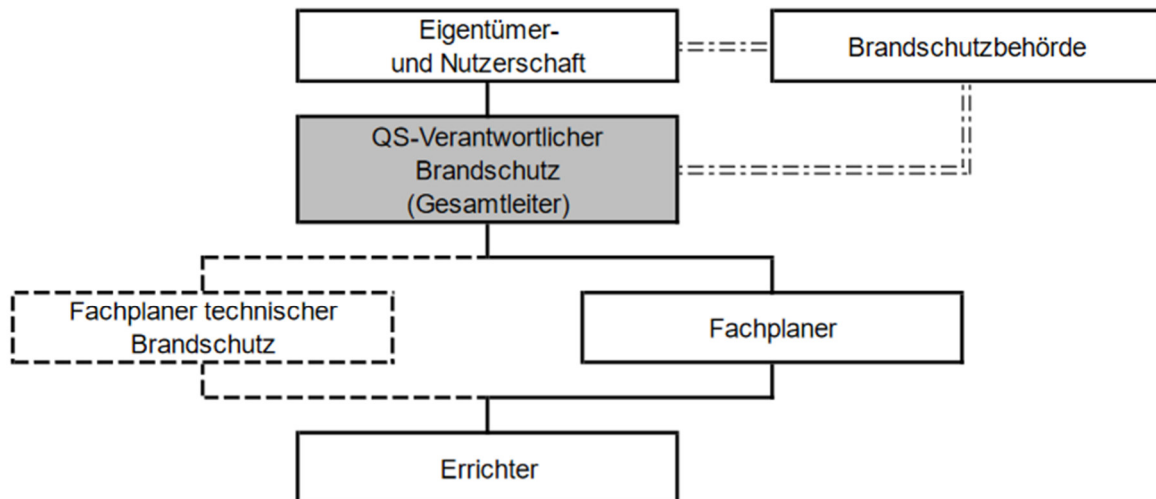 Eigentümer-
und Nutzerschaft
Brandschutzbehörde
QS-Verantwortlicher
Brandschutz
(Gesamtleiter)
Fachplaner technischer
Brandschutz
Fachplaner
Errichter